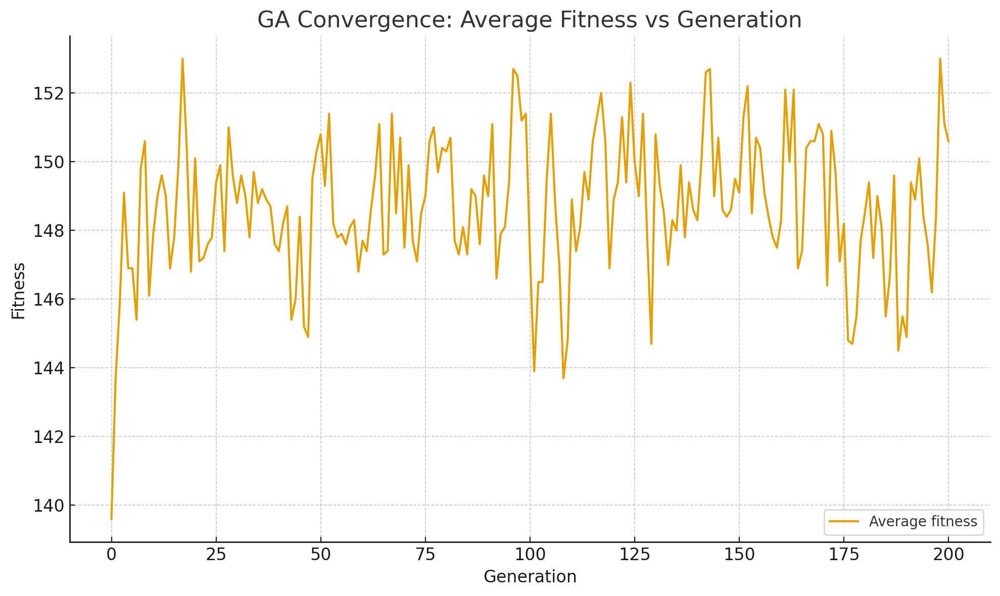 GA Convergence: Average Fitness vs Generation
152
150
148
146
144
142
140
Fitness
Average fitness
0 25 50 75 100 125 150 175 200
Generation